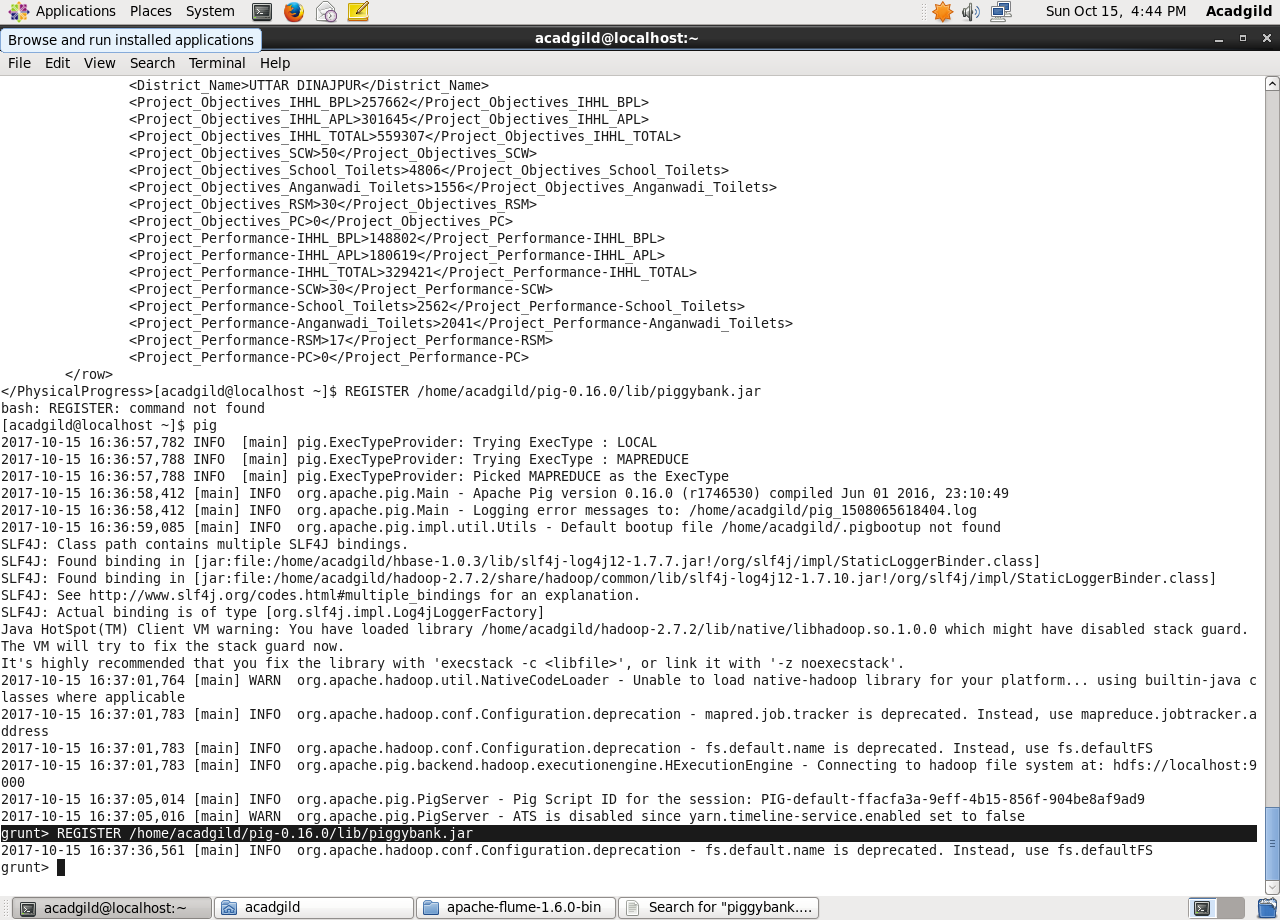 Applications Places System Sun Oct 15, 4:44 PM Acadgild
Browse and run installed applications
acadgild@localhost:~
File Edit View Search Terminal Help
<District_Name>UTTAR DINAJPUR</District_Name>
<Project_Objectives_IHHL_BPL>257662</Project_Objectives_IHHL_BPL>
<Project_Objectives_IHHL_APL>301645</Project_Objectives_IHHL_APL>
<Project_Objectives_IHHL_TOTAL>559307</Project_Objectives_IHHL_TOTAL>
<Project_Objectives_SCW>50</Project_Objectives_SCW>
<Project_Objectives_School_Toilets>4806</Project_Objectives_School_Toilets>
<Project_Objectives_Anganwadi_Toilets>1556</Project_Objectives_Anganwadi_Toilets>
<Project_Objectives_RSM>30</Project_Objectives_RSM>
<Project_Objectives_PC>0</Project_Objectives_PC>
<Project_Performance-IHHL_BPL>148802</Project_Performance-IHHL_BPL>
<Project_Performance-IHHL_APL>180619</Project_Performance-IHHL_APL>
<Project_Performance-IHHL_TOTAL>329421</Project_Performance-IHHL_TOTAL>
<Project_Performance-SCW>30</Project_Performance-SCW>
<Project_Performance-School_Toilets>2562</Project_Performance-School_Toilets>
<Project_Performance-Anganwadi_Toilets>2041</Project_Performance-Anganwadi_Toilets>
<Project_Performance-RSM>17</Project_Performance-RSM>
<Project_Performance-PC>0</Project_Performance-PC>
</row>
</PhysicalProgress>[acadgild@localhost ~]$ REGISTER /home/acadgild/pig-0.16.0/lib/piggybank.jar
bash: REGISTER: command not found
[acadgild@localhost ~]$ pig
2017-10-15 16:36:57,782 INFO [main] pig.ExecTypeProvider: Trying ExecType : LOCAL
2017-10-15 16:36:57,788 INFO [main] pig.ExecTypeProvider: Trying ExecType : MAPREDUCE
2017-10-15 16:36:57,788 INFO [main] pig.ExecTypeProvider: Picked MAPREDUCE as the ExecType
2017-10-15 16:36:58,412 [main] INFO org.apache.pig.Main - Apache Pig version 0.16.0 (r1746530) compiled Jun 01 2016, 23:10:49
2017-10-15 16:36:58,412 [main] INFO org.apache.pig.Main - Logging error messages to: /home/acadgild/pig_1508065618404.log
2017-10-15 16:36:59,085 [main] INFO org.apache.pig.impl.util.Utils - Default bootup file /home/acadgild/.pigbootup not found
SLF4J: Class path contains multiple SLF4J bindings.
SLF4J: Found binding in [jar:file:/home/acadgild/hbase-1.0.3/lib/slf4j-log4j12-1.7.7.jar!/org/slf4j/impl/StaticLoggerBinder.class]
SLF4J: Found binding in [jar:file:/home/acadgild/hadoop-2.7.2/share/hadoop/common/lib/slf4j-log4j12-1.7.10.jar!/org/slf4j/impl/StaticLoggerBinder.class]
SLF4J: See http://www.slf4j.org/codes.html#multiple_bindings for an explanation.
SLF4J: Actual binding is of type [org.slf4j.impl.Log4jLoggerFactory]
Java HotSpot(TM) Client VM warning: You have loaded library /home/acadgild/hadoop-2.7.2/lib/native/libhadoop.so.1.0.0 which might have disabled stack guard.
The VM will try to fix the stack guard now.
It's highly recommended that you fix the library with 'execstack -c <libfile>', or link it with '-z noexecstack'.
2017-10-15 16:37:01,764 [main] WARN org.apache.hadoop.util.NativeCodeLoader - Unable to load native-hadoop library for your platform... using builtin-java c
lasses where applicable
2017-10-15 16:37:01,783 [main] INFO org.apache.hadoop.conf.Configuration.deprecation - mapred.job.tracker is deprecated. Instead, use mapreduce.jobtracker.a
ddress
2017-10-15 16:37:01,783 [main] INFO org.apache.hadoop.conf.Configuration.deprecation - fs.default.name is deprecated. Instead, use fs.defaultFS
2017-10-15 16:37:01,783 [main] INFO org.apache.pig.backend.hadoop.executionengine.HExecutionEngine - Connecting to hadoop file system at: hdfs://localhost:9
000
2017-10-15 16:37:05,014 [main] INFO org.apache.pig.PigServer - Pig Script ID for the session: PIG-default-ffacfa3a-9eff-4b15-856f-904be8af9ad9
2017-10-15 16:37:05,016 [main] WARN org.apache.pig.PigServer - ATS is disabled since yarn.timeline-service.enabled set to false
grunt> REGISTER /home/acadgild/pig-0.16.0/lib/piggybank.jar
2017-10-15 16:37:36,561 [main] INFO org.apache.hadoop.conf.Configuration.deprecation - fs.default.name is deprecated. Instead, use fs.defaultFS
grunt>
acadgild@localhost:~ acadgild apache-flume-1.6.0-bin Search for "piggybank....